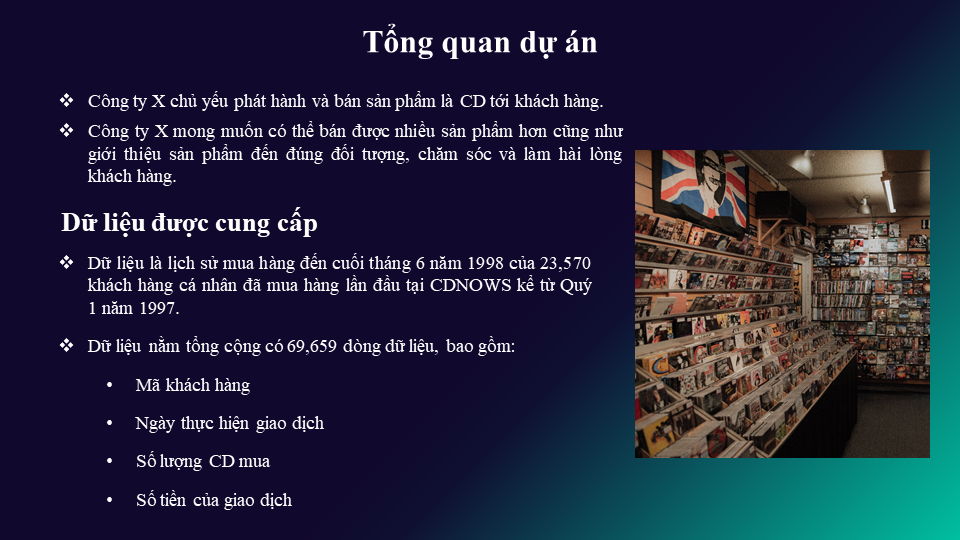 Tổng quan dự án
❖ Công ty X chủ yếu phát hành và bán sản phẩm là CD tới khách hàng.
❖ Công ty X mong muốn có thể bán được nhiều sản phẩm hơn cũng như
giới thiệu sản phẩm đến đúng đối tượng, chăm sóc và làm hài lòng
khách hàng.
Dữ liệu được cung cấp
❖ Dữ liệu là lịch sử mua hàng đến cuối tháng 6 năm 1998 của 23,570
khách hàng cá nhân đã mua hàng lần đầu tại CDNOWS kể từ Quý
1 năm 1997.
❖ Dữ liệu nằm tổng cộng có 69,659 dòng dữ liệu, bao gồm:
• Mã khách hàng
• Ngày thực hiện giao dịch
• Số lượng CD mua
• Số tiền của giao dịch